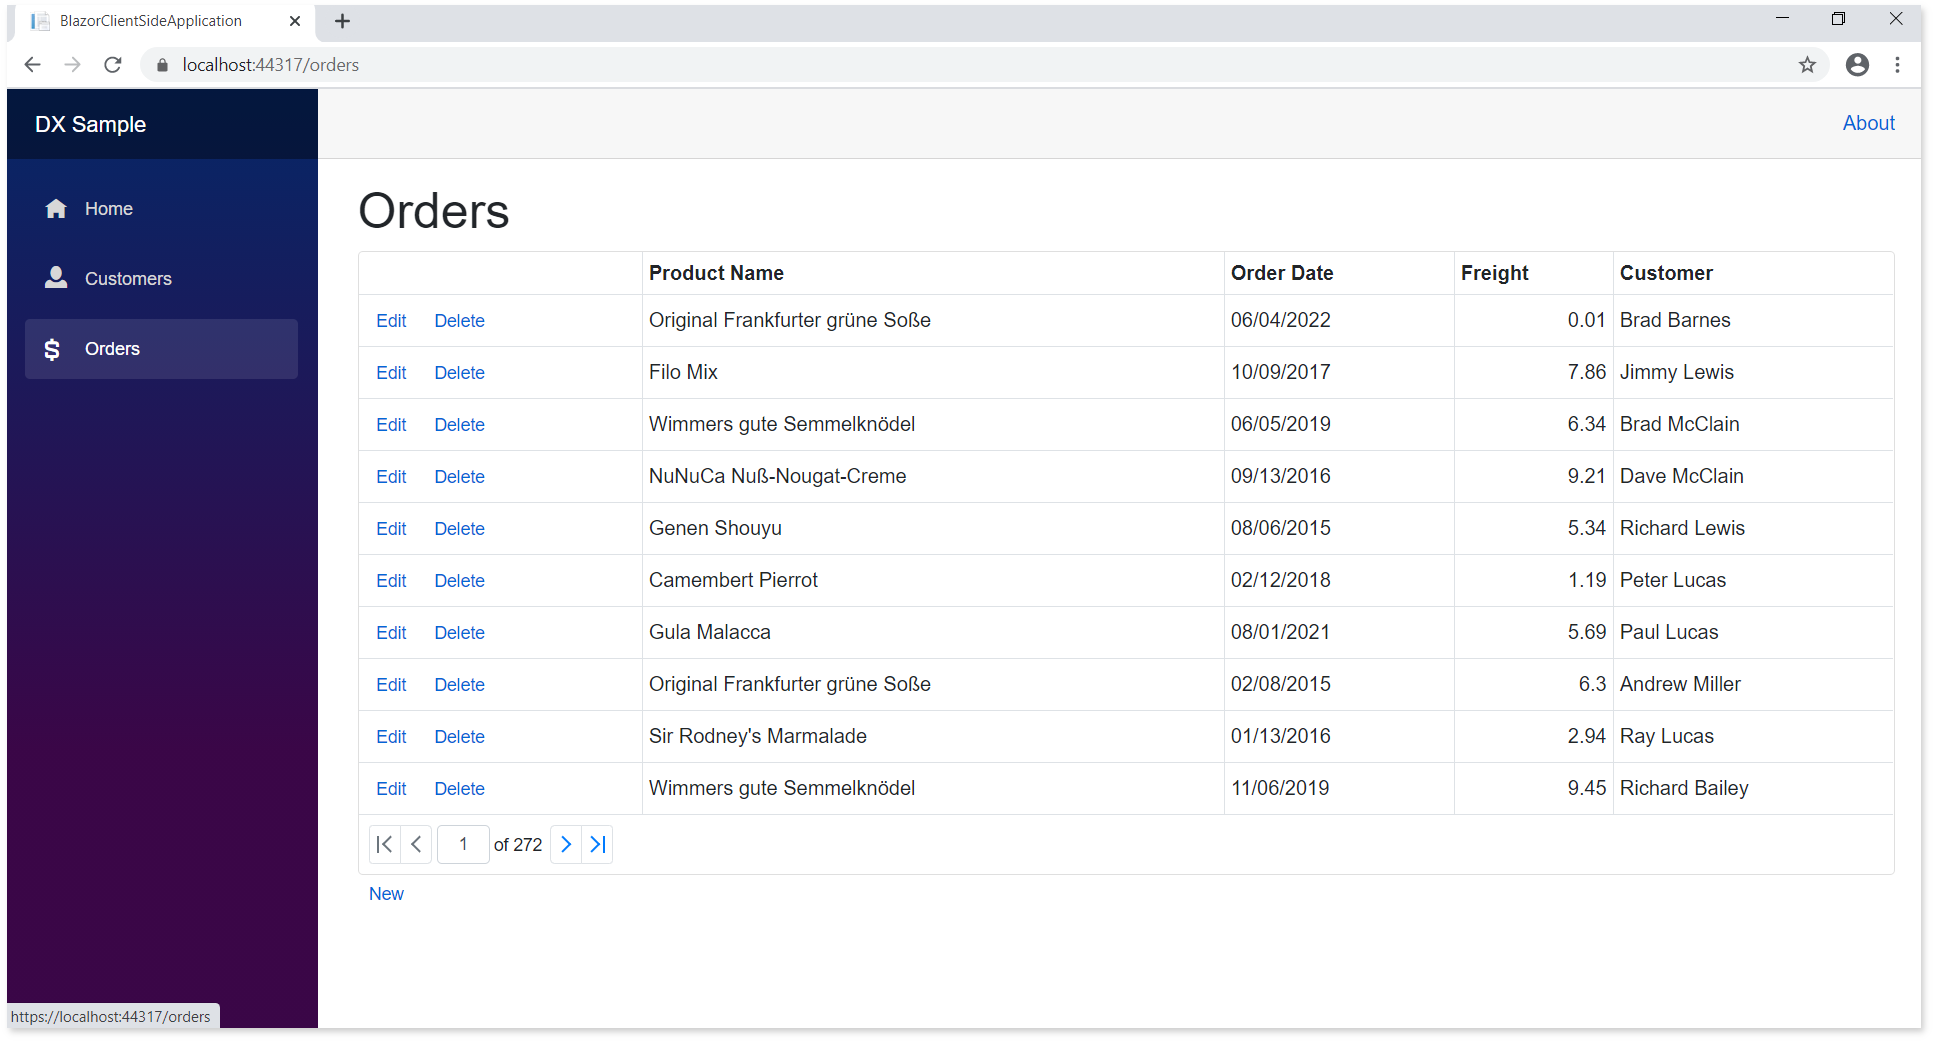 BlazorClientSideApplication
localhost:44317/orders
DX Sample
About
Home
Customers
Orders
Orders
Product Name Order Date Freight Customer
Edit Delete Original Frankfurter grüne Soße 06/04/2022 0.01 Brad Barnes
Edit Delete Filo Mix 10/09/2017 7.86 Jimmy Lewis
Edit Delete Wimmers gute Semmelknödel 06/05/2019 6.34 Brad McClain
Edit Delete NuNuCa Nuß-Nougat-Creme 09/13/2016 9.21 Dave McClain
Edit Delete Genen Shouyu 08/06/2015 5.34 Richard Lewis
Edit Delete Camembert Pierrot 02/12/2018 1.19 Peter Lucas
Edit Delete Gula Malacca 08/01/2021 5.69 Paul Lucas
Edit Delete Original Frankfurter grüne Soße 02/08/2015 6.3 Andrew Miller
Edit Delete Sir Rodney's Marmalade 01/13/2016 2.94 Ray Lucas
Edit Delete Wimmers gute Semmelknödel 11/06/2019 9.45 Richard Bailey
1 of 272
New
https://localhost:44317/orders